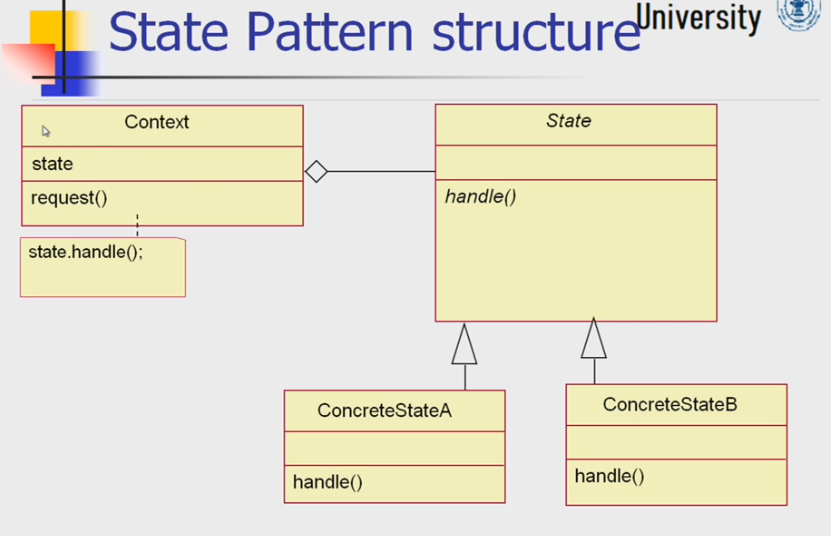 State Pattern structure
University
Context
state
request()
state.handle();
State
handle()
ConcreteStateA
handle()
ConcreteStateB
handle()